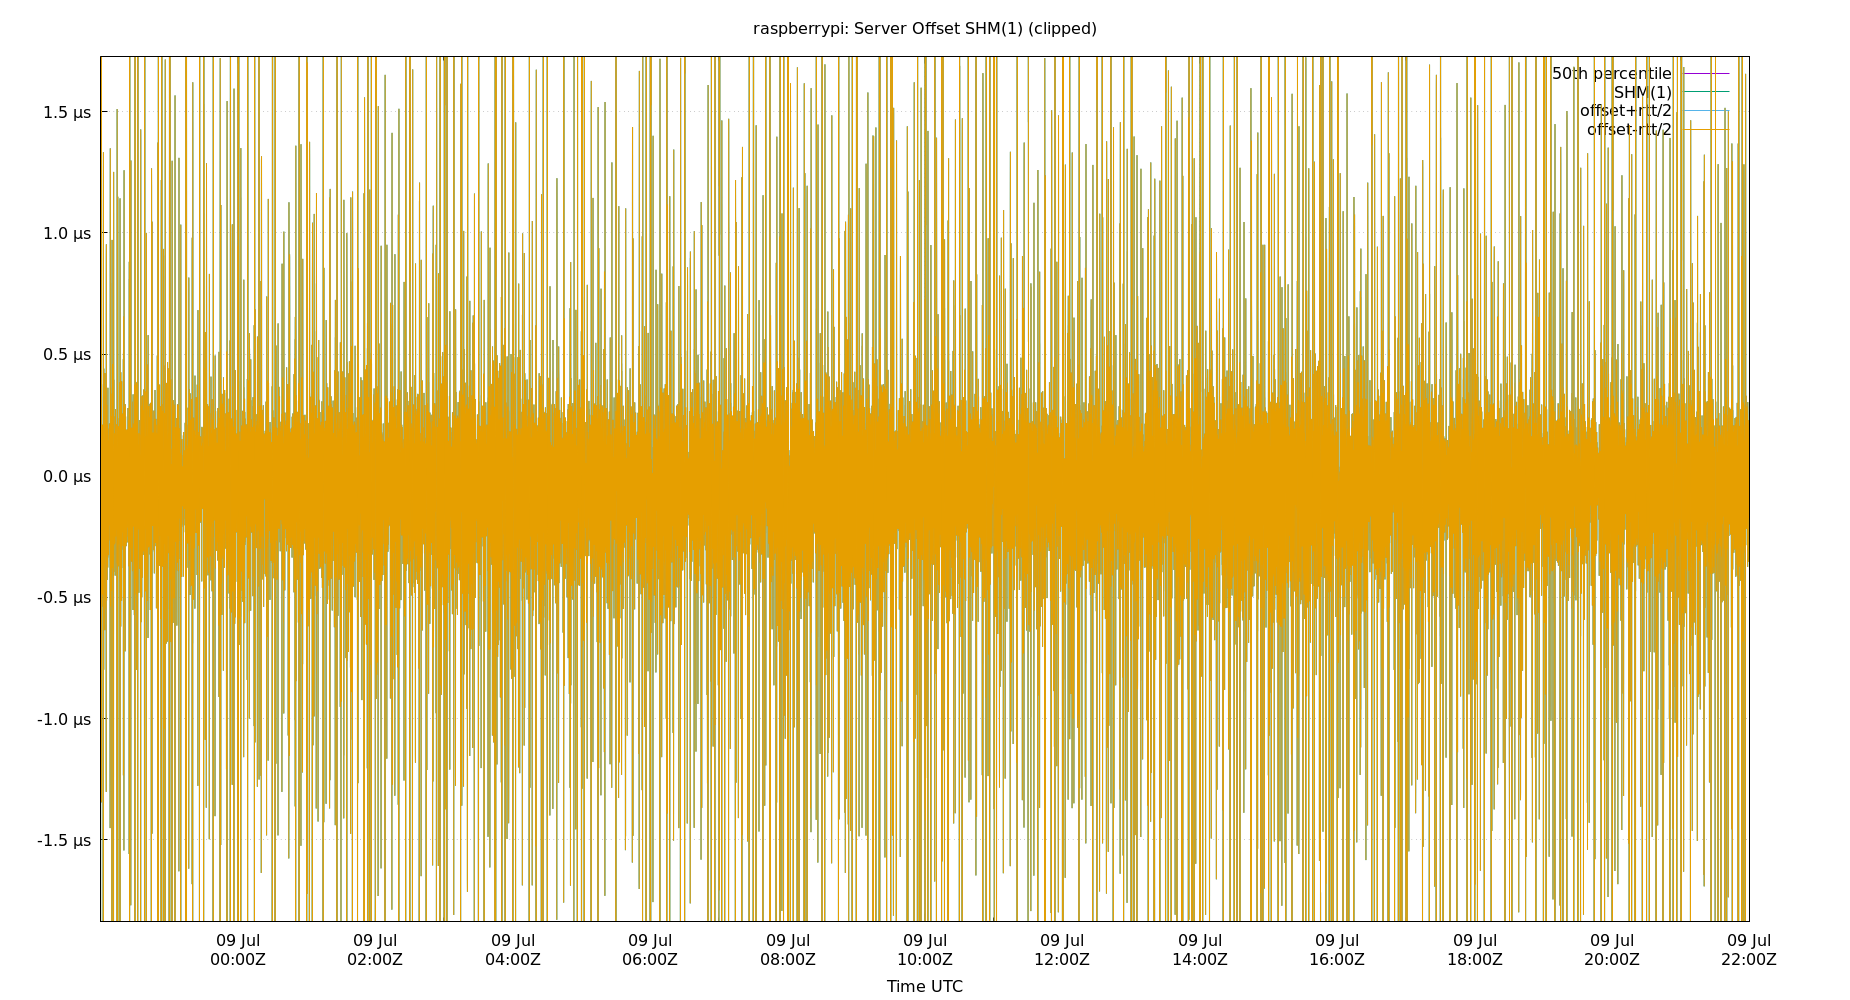 raspberrypi: Server Offset SHM(1) (clipped)
50th percentile
SHM(1)
offset+rtt/2
offset-rtt/2
1.5 µs
1.0 µs
0.5 µs
0.0 µs
-0.5 µs
-1.0 µs
-1.5 µs
09 Jul 09 Jul 09 Jul 09 Jul 09 Jul 09 Jul 09 Jul 09 Jul 09 Jul 09 Jul 09 Jul 09 Jul
00:00Z 02:00Z 04:00Z 06:00Z 08:00Z 10:00Z 12:00Z 14:00Z 16:00Z 18:00Z 20:00Z 22:00Z
Time UTC